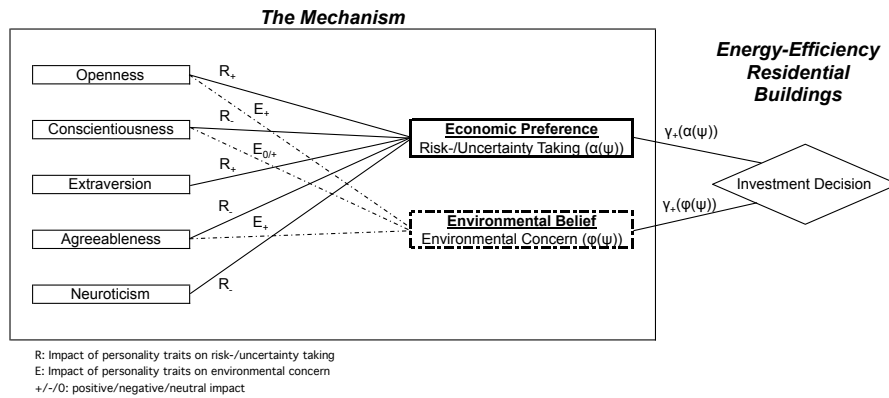 The Mechanism
Energy-Efficiency
Residential
Buildings
Openness
Conscientiousness
Extraversion
Agreeableness
Neuroticism
R+
E+
R-
E0/+
R+
R-
E+
R-
Economic Preference
Risk-/Uncertainty Taking (α(ψ))
Environmental Belief
Environmental Concern (φ(ψ))
γ+(α(ψ))
γ+(φ(ψ))
Investment Decision
R: Impact of personality traits on risk-/uncertainty taking
E: Impact of personality traits on environmental concern
+/-/0: positive/negative/neutral impact